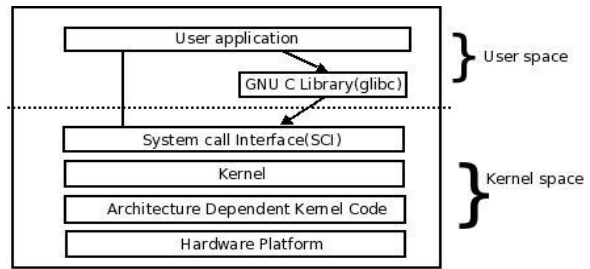 User application
GNU C Library(glibc)
User space
System call Interface(SCI)
Kernel
Kernel space
Architecture Dependent Kernel Code
Hardware Platform